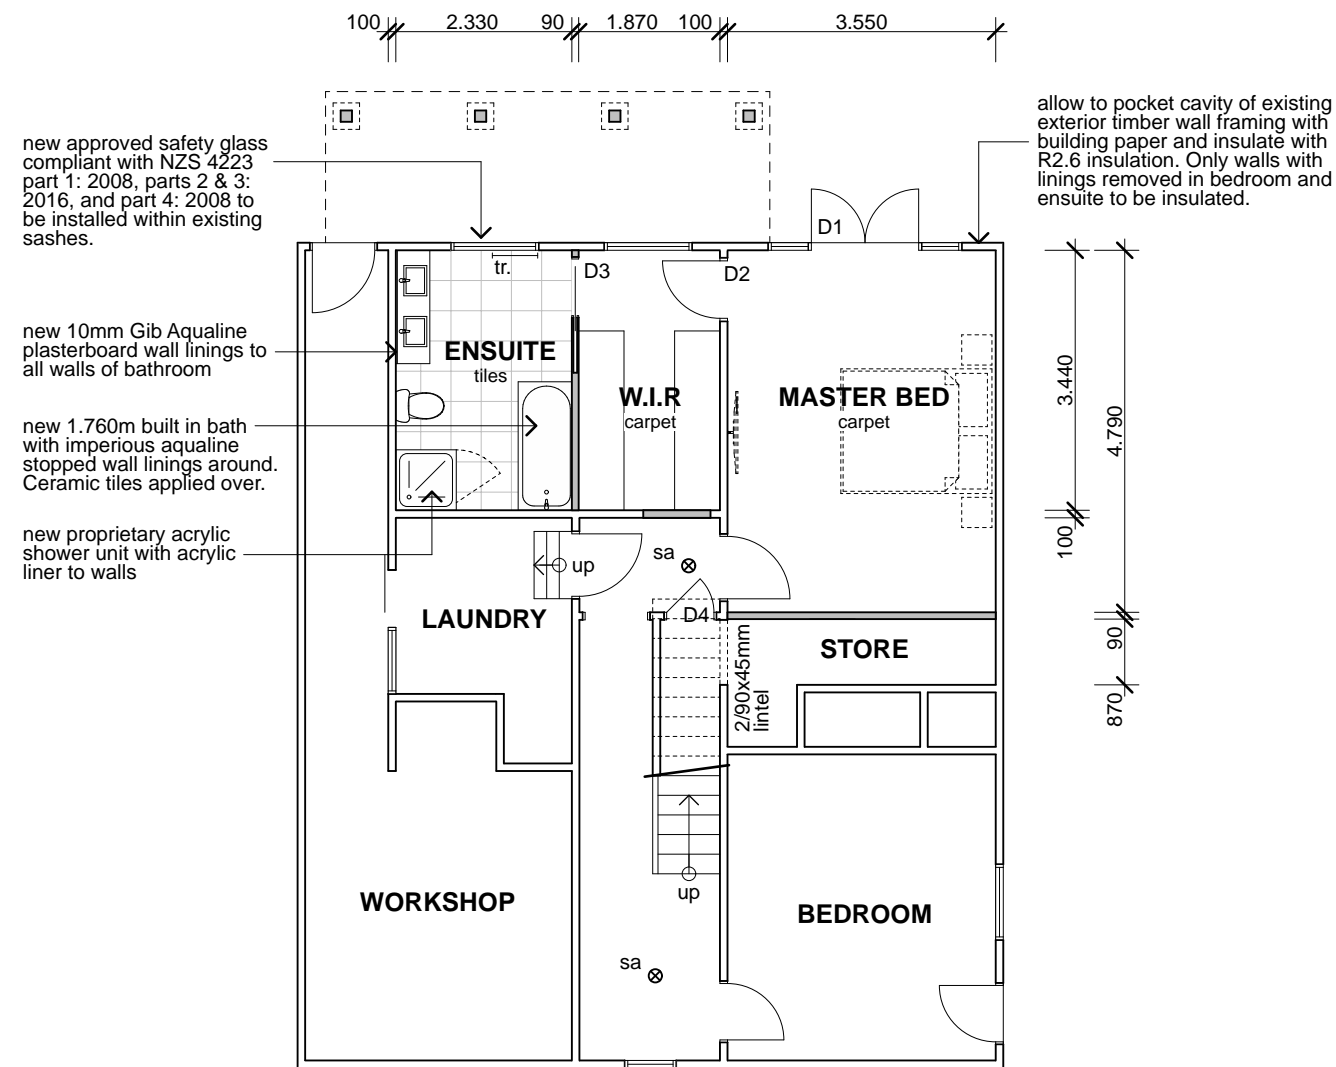 100
2.330
90
1.870
100
3.550
new approved safety glass
compliant with NZS 4223
part 1: 2008, parts 2 & 3:
2016, and part 4: 2008 to
be installed within existing
sashes.
allow to pocket cavity of existing
exterior timber wall framing with
building paper and insulate with
R2.6 insulation. Only walls with
linings removed in bedroom and
ensuite to be insulated.
D1
tr.
D3
D2
new 10mm Gib Aqualine
plasterboard wall linings to
all walls of bathroom
ENSUITE
tiles
W.I.R
carpet
MASTER BED
carpet
3.440
4.790
new 1.760m built in bath
with imperious aqualine
stopped wall linings around.
Ceramic tiles applied over.
new proprietary acrylic
shower unit with acrylic
liner to walls
up
sa
100
LAUNDRY
D4
STORE
90
2/90x45mm
lintel
870
WORKSHOP
up
BEDROOM
sa